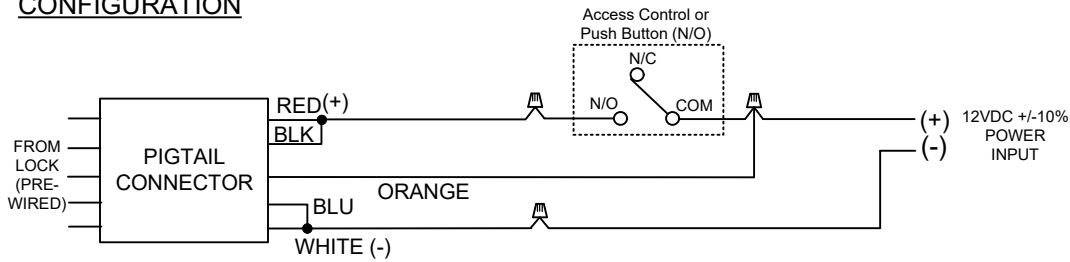 CONFIGURATION
Access Control or
Push Button (N/O)
N/C
N/O
COM
RED(+)
BLK
FROM
LOCK
(PRE-
WIRED)
PIGTAIL
CONNECTOR
ORANGE
BLU
WHITE (-)
(+)
(-)
12VDC +/-10%
POWER
INPUT